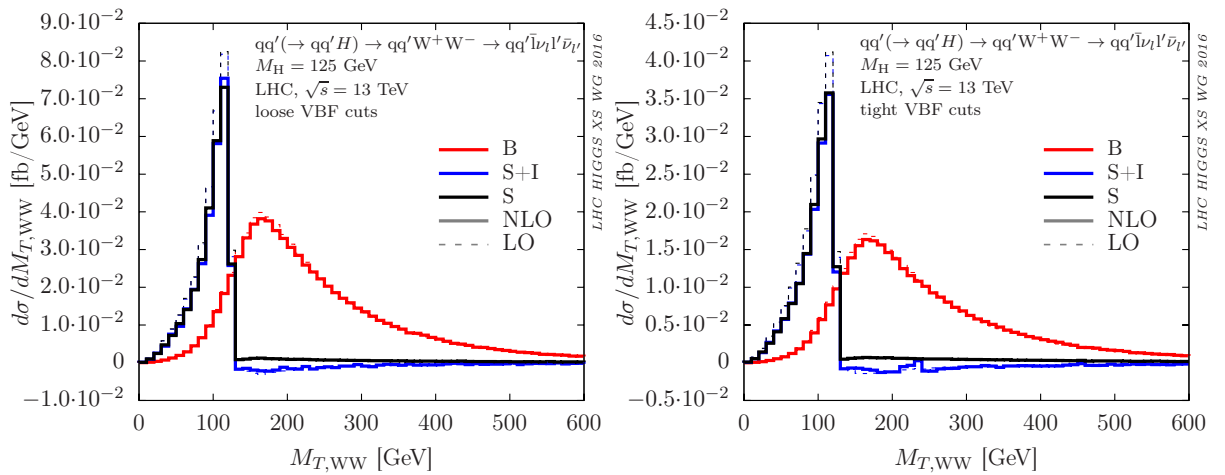 9.0·10⁻²
8.0·10⁻²
7.0·10⁻²
6.0·10⁻²
5.0·10⁻²
4.0·10⁻²
3.0·10⁻²
2.0·10⁻²
1.0·10⁻²
0
−1.0·10⁻²
dσ/dM_{T,WW} [fb/GeV]
qq′(→ qq′H) → qq′W⁺W⁻ → qq′l̄ν_l l′ν̄_{l′}
M_H = 125 GeV
LHC, √s = 13 TeV
loose VBF cuts
B
S+I
S
NLO
LO
LHC HIGGS XS WG 2016
0 100 200 300 400 500 600
M_{T,WW} [GeV]
4.5·10⁻²
4.0·10⁻²
3.5·10⁻²
3.0·10⁻²
2.5·10⁻²
2.0·10⁻²
1.5·10⁻²
1.0·10⁻²
0.5·10⁻²
0
−0.5·10⁻²
dσ/dM_{T,WW} [fb/GeV]
qq′(→ qq′H) → qq′W⁺W⁻ → qq′l̄ν_l l′ν̄_{l′}
M_H = 125 GeV
LHC, √s = 13 TeV
tight VBF cuts
B
S+I
S
NLO
LO
LHC HIGGS XS WG 2016
0 100 200 300 400 500 600
M_{T,WW} [GeV]